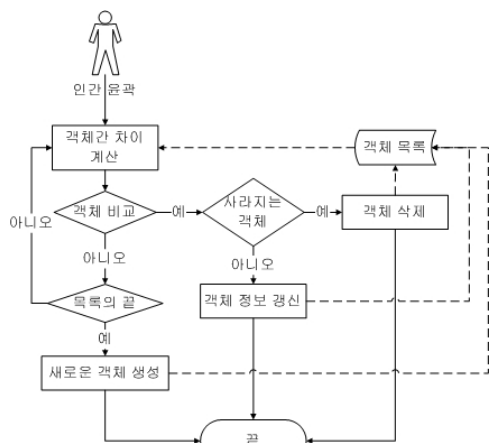 인간 윤곽
객체간 차이
계산
객체 목록
객체 비교
예
사라지는
객체
예
객체 삭제
아니오
아니오
아니오
목록의 끝
객체 정보 갱신
예
새로운 객체 생성
끝